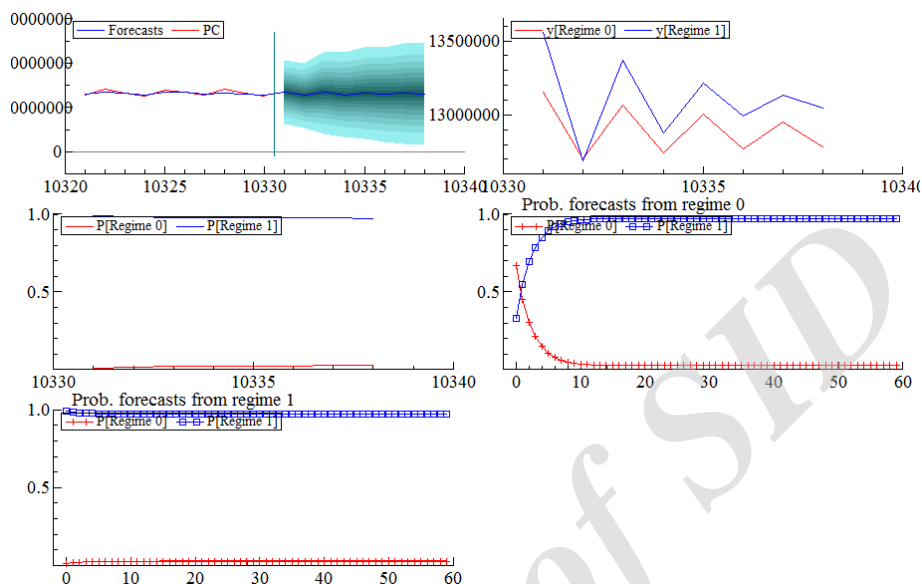 0000000
Forecasts PC
0000000
0000000
0
10320 10325 10330 10335 10340
y[Regime 0] y[Regime 1]
13500000
13000000
10330 10335 10340
1.0
P[Regime 0] P[Regime 1]
0.5
10330 10335 10340
Prob. forecasts from regime 0
1.0
P[Regime 0] P[Regime 1]
0.5
0 10 20 30 40 50 60
Prob. forecasts from regime 1
1.0
P[Regime 0] P[Regime 1]
0.5
0 10 20 30 40 50 60
of SID